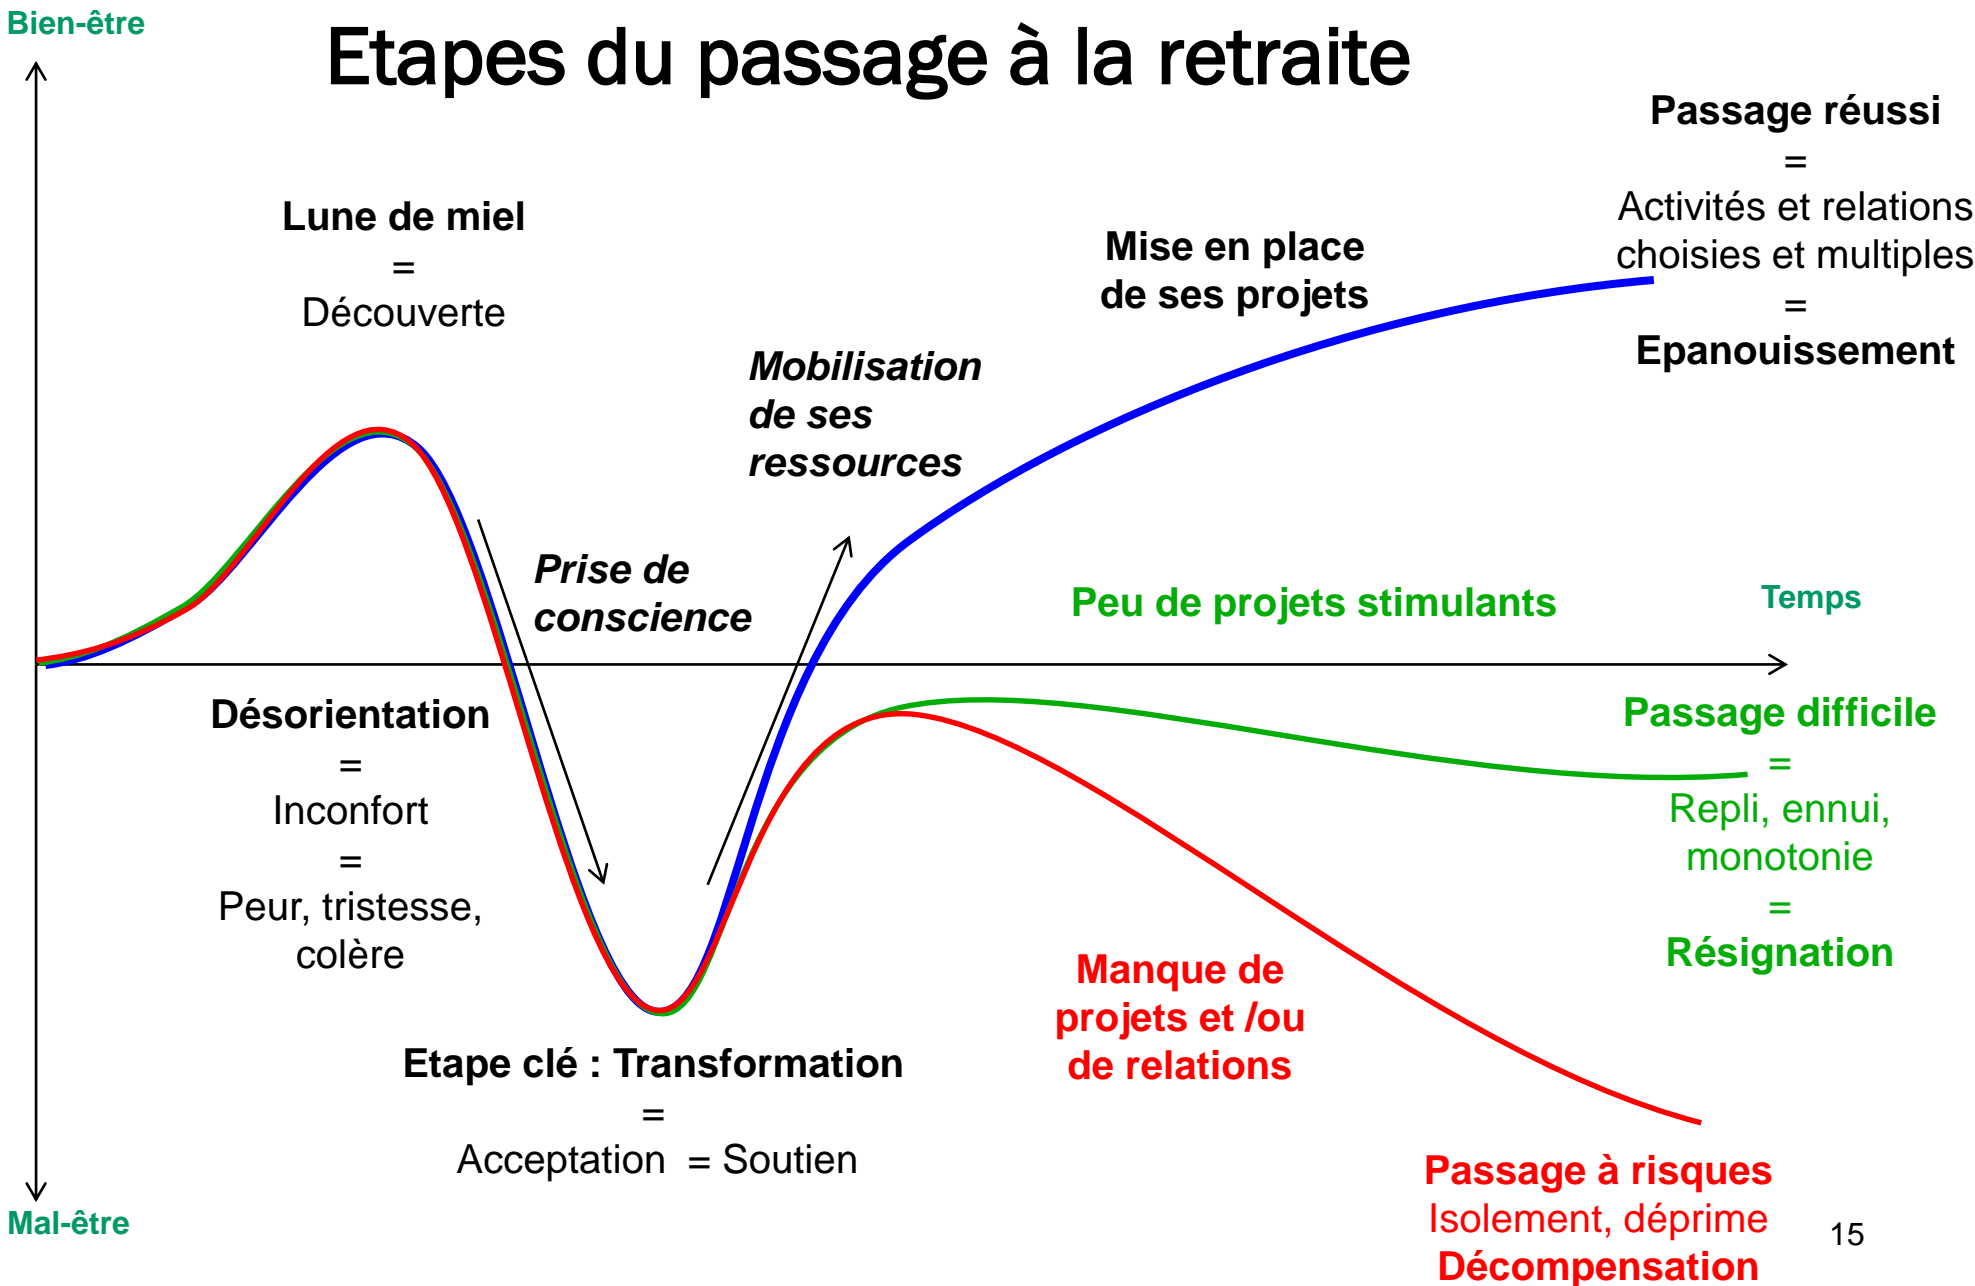 Bien-être
Etapes du passage à la retraite
Passage réussi
=
Activités et relations
choisies et multiples
=
Epanouissement
Lune de miel
=
Découverte
Mise en place
de ses projets
Mobilisation
de ses
ressources
Prise de
conscience
Peu de projets stimulants
Temps
Désorientation
=
Inconfort
=
Peur, tristesse,
colère
Passage difficile
=
Repli, ennui,
monotonie
=
Résignation
Manque de
projets et /ou
de relations
Etape clé : Transformation
=
Acceptation = Soutien
Passage à risques
Isolement, déprime
Décompensation
Mal-être
15